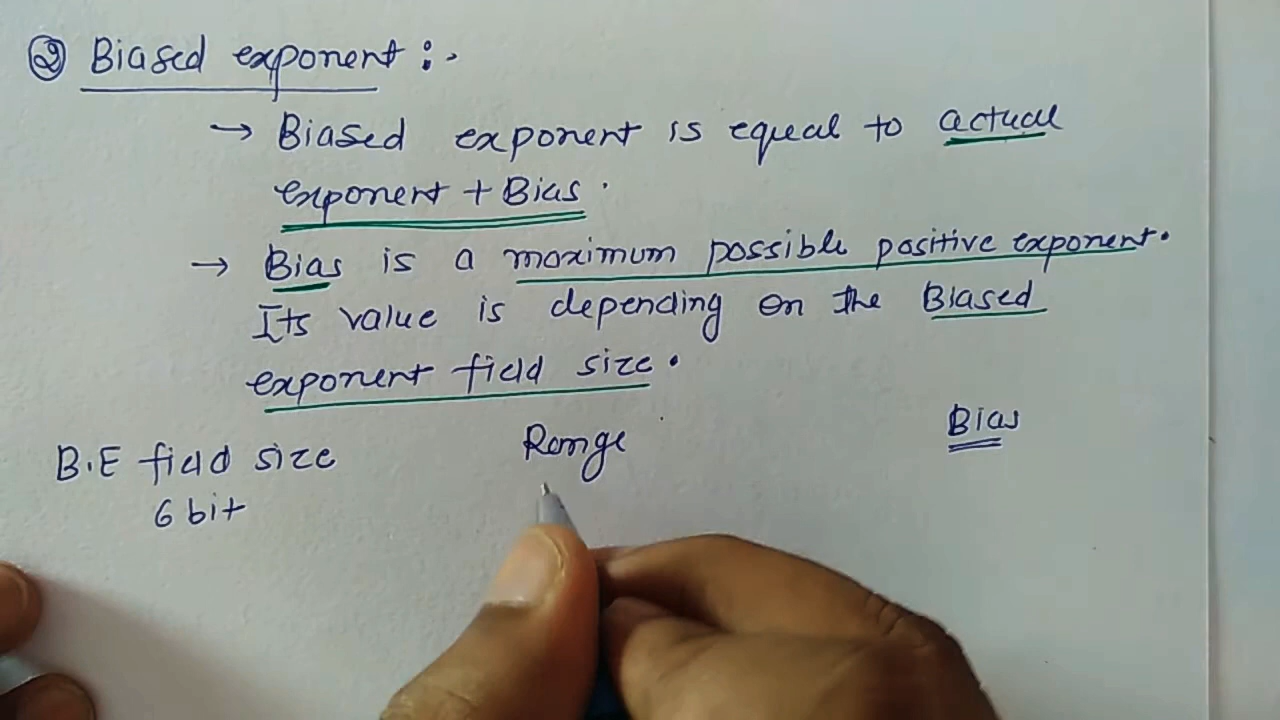 ② Biased exponent :-
→ Biased exponent is equal to actual
exponent + Bias.
→ Bias is a maximum possible positive exponent.
Its value is depending on the Biased
exponent field size.
B.E field size Range Bias
6 bit